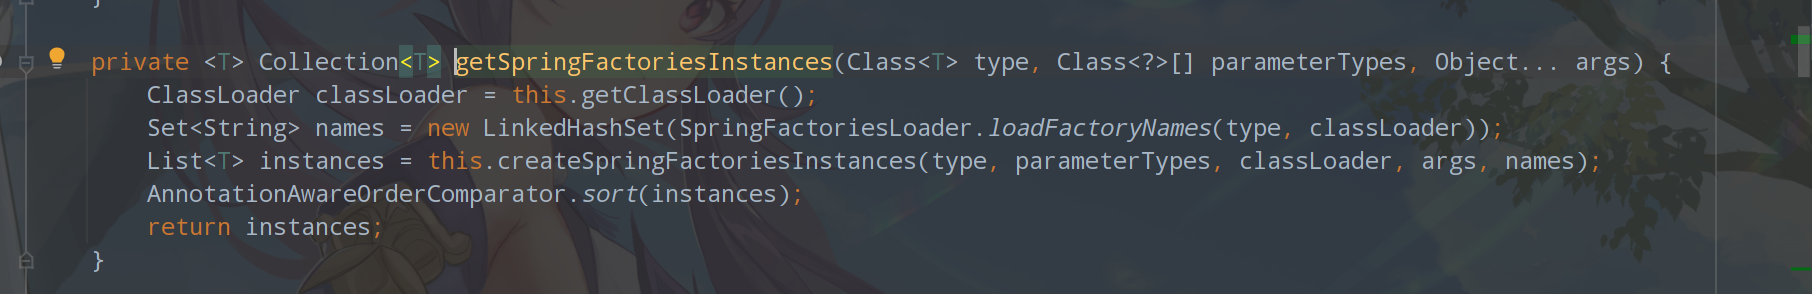 }
private <T> Collection<T> getSpringFactoriesInstances(Class<T> type, Class<?>[] parameterTypes, Object... args) {
ClassLoader classLoader = this.getClassLoader();
Set<String> names = new LinkedHashSet(SpringFactoriesLoader.loadFactoryNames(type, classLoader));
List<T> instances = this.createSpringFactoriesInstances(type, parameterTypes, classLoader, args, names);
AnnotationAwareOrderComparator.sort(instances);
return instances;
}